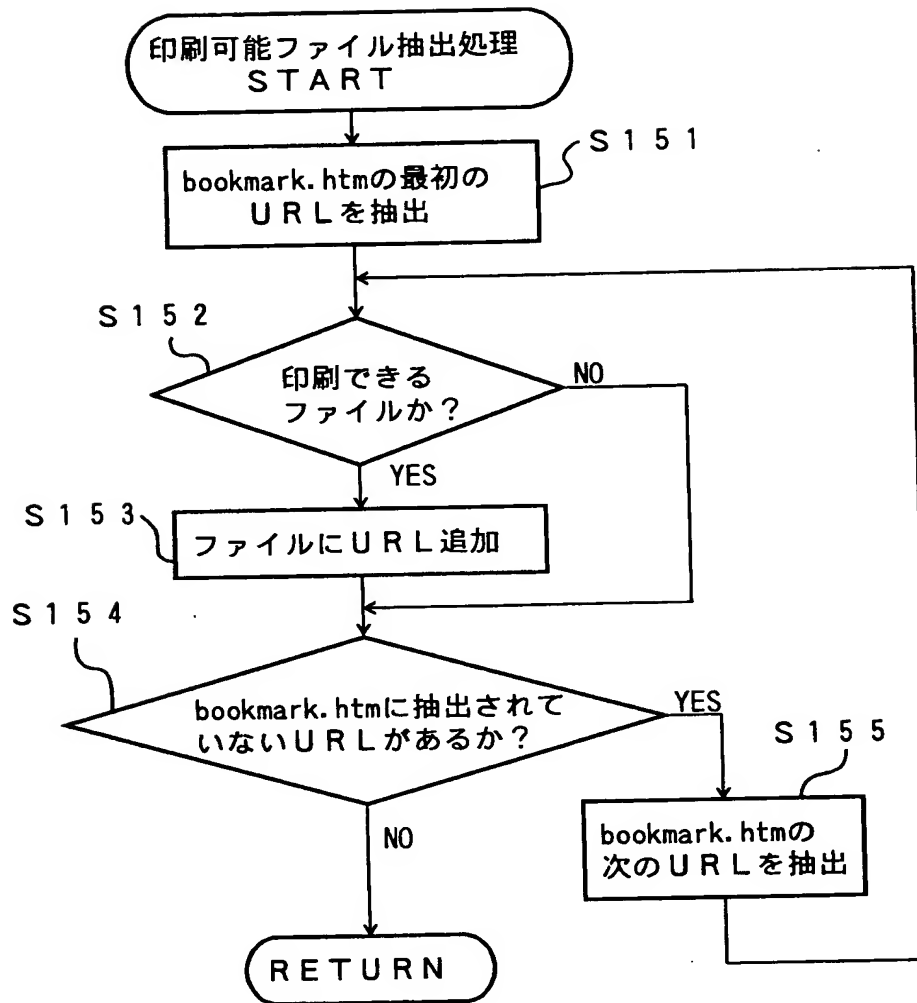 印刷可能ファイル抽出処理
ＳＴＡＲＴ
Ｓ１５１
bookmark.htmの最初の
ＵＲＬを抽出
Ｓ１５２
印刷できる
ファイルか？
NO
YES
Ｓ１５３
ファイルにＵＲＬ追加
Ｓ１５４
bookmark.htmに抽出されて
いないＵＲＬがあるか？
YES
Ｓ１５５
bookmark.htmの
次のＵＲＬを抽出
NO
ＲＥＴＵＲＮ